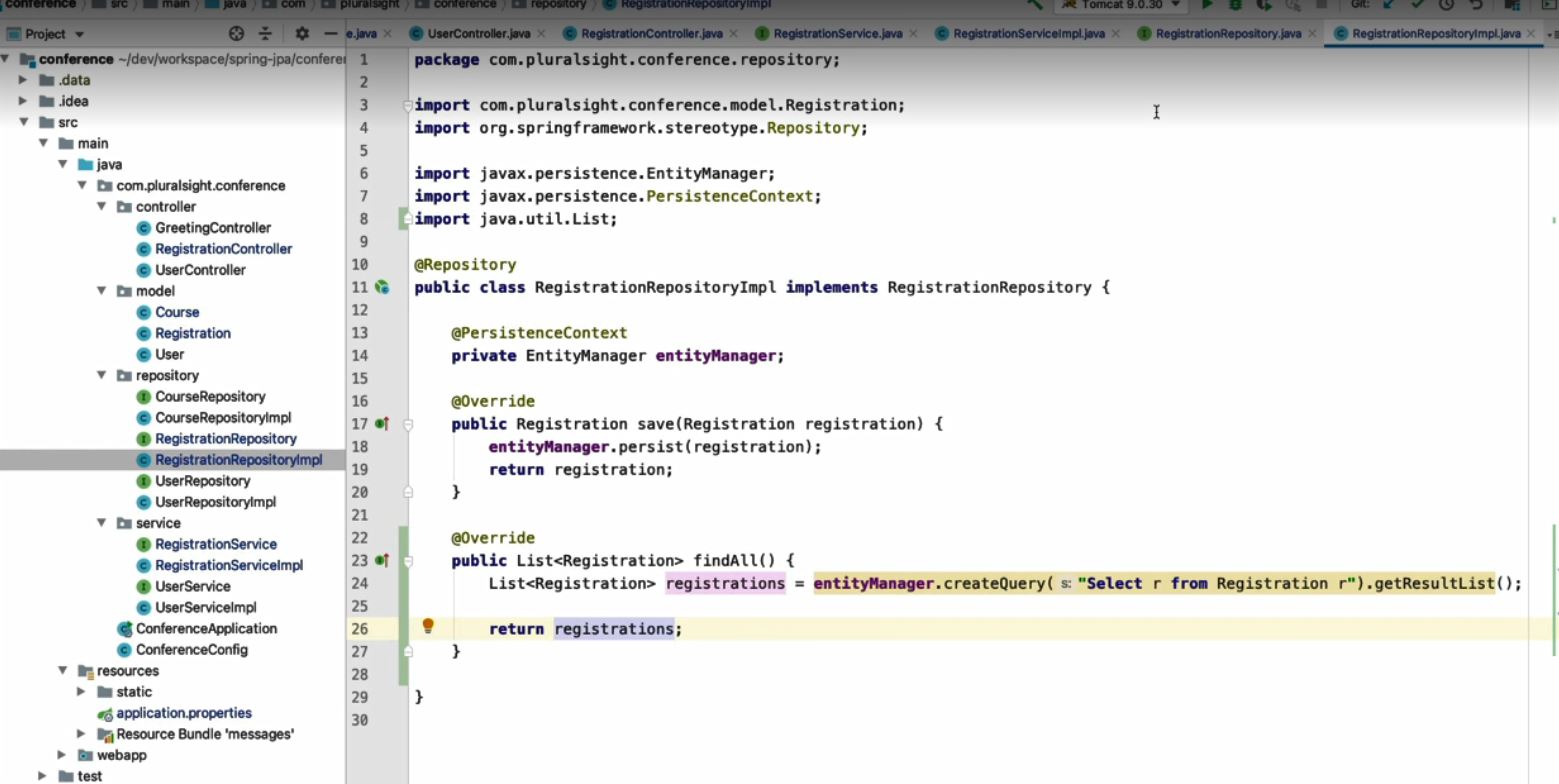 conference src main java com pluralsight conference repository RegistrationRepositoryImpl Tomcat 9.0.30 Git:
Project e.java UserController.java RegistrationController.java RegistrationService.java RegistrationServiceImpl.java RegistrationRepository.java RegistrationRepositoryImpl.java
conference ~/dev/workspace/spring-jpa/conferen
.data
.idea
src
main
java
com.pluralsight.conference
controller
GreetingController
RegistrationController
UserController
model
Course
Registration
User
repository
CourseRepository
CourseRepositoryImpl
RegistrationRepository
RegistrationRepositoryImpl
UserRepository
UserRepositoryImpl
service
RegistrationService
RegistrationServiceImpl
UserService
UserServiceImpl
ConferenceApplication
ConferenceConfig
resources
static
application.properties
Resource Bundle 'messages'
webapp
test
1 package com.pluralsight.conference.repository;
2
3 import com.pluralsight.conference.model.Registration;
4 import org.springframework.stereotype.Repository;
5
6 import javax.persistence.EntityManager;
7 import javax.persistence.PersistenceContext;
8 import java.util.List;
9
10 @Repository
11 public class RegistrationRepositoryImpl implements RegistrationRepository {
12
13 @PersistenceContext
14 private EntityManager entityManager;
15
16 @Override
17 public Registration save(Registration registration) {
18 entityManager.persist(registration);
19 return registration;
20 }
21
22 @Override
23 public List<Registration> findAll() {
24 List<Registration> registrations = entityManager.createQuery( s: "Select r from Registration r").getResultList();
25
26 return registrations;
27 }
28
29 }
30